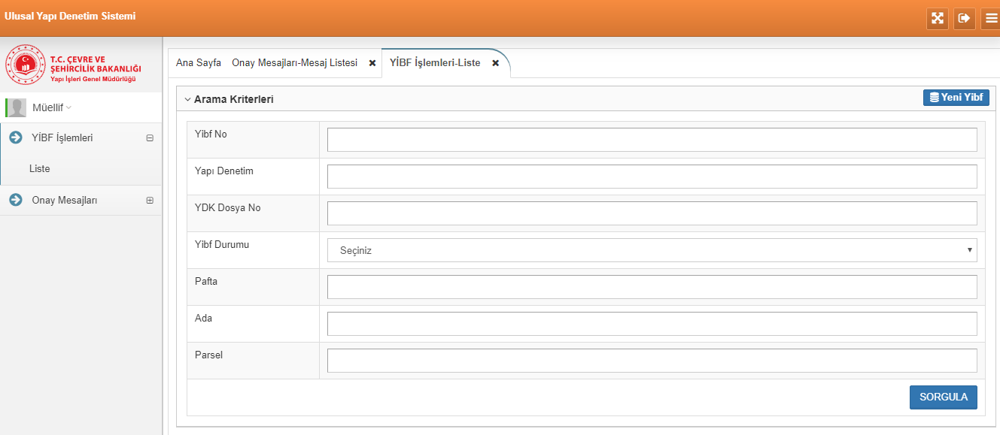 Ulusal Yapı Denetim Sistemi
T.C. ÇEVRE VE
ŞEHİRCİLİK BAKANLIĞI
Yapı İşleri Genel Müdürlüğü
Müellif
YİBF İşlemleri
Liste
Onay Mesajları
Ana Sayfa Onay Mesajları-Mesaj Listesi YİBF İşlemleri-Liste
Arama Kriterleri Yeni Yibf
Yibf No
Yapı Denetim
YDK Dosya No
Yibf Durumu Seçiniz
Pafta
Ada
Parsel
SORGULA